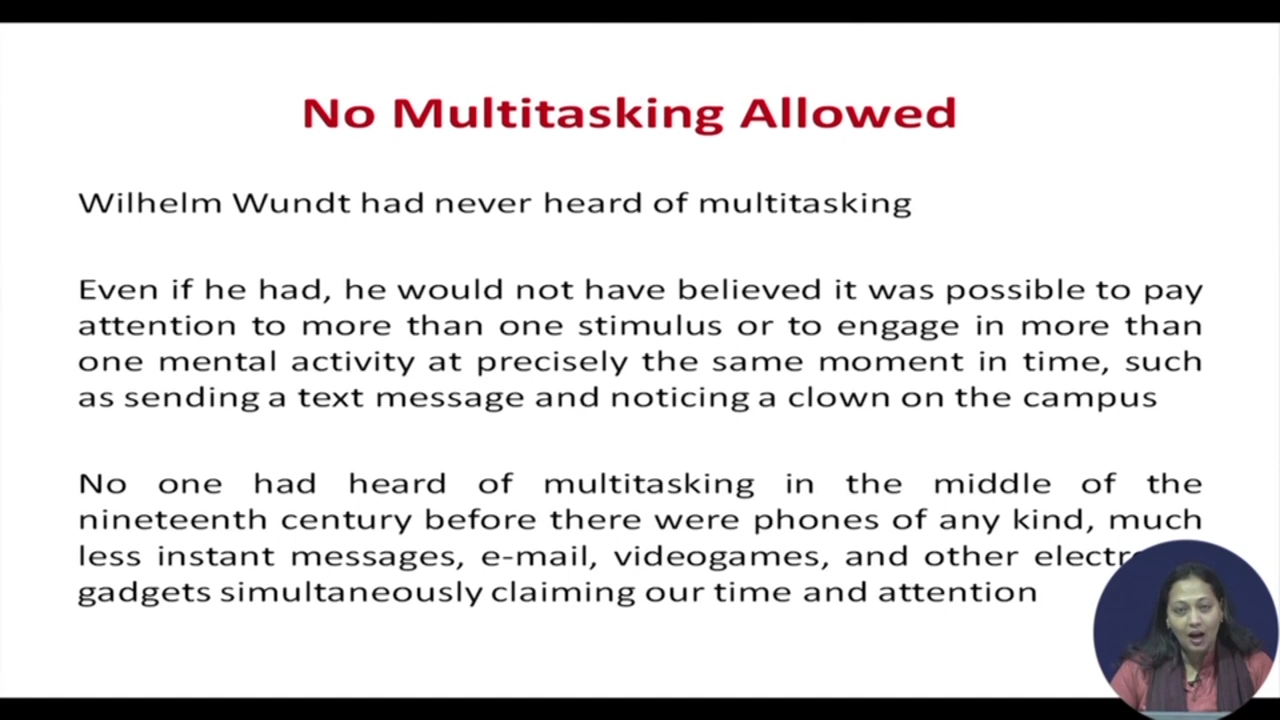 No Multitasking Allowed
Wilhelm Wundt had never heard of multitasking
Even if he had, he would not have believed it was possible to pay
attention to more than one stimulus or to engage in more than
one mental activity at precisely the same moment in time, such
as sending a text message and noticing a clown on the campus
No one had heard of multitasking in the middle of the
nineteenth century before there were phones of any kind, much
less instant messages, e-mail, videogames, and other
gadgets simultaneously claiming our time and attention